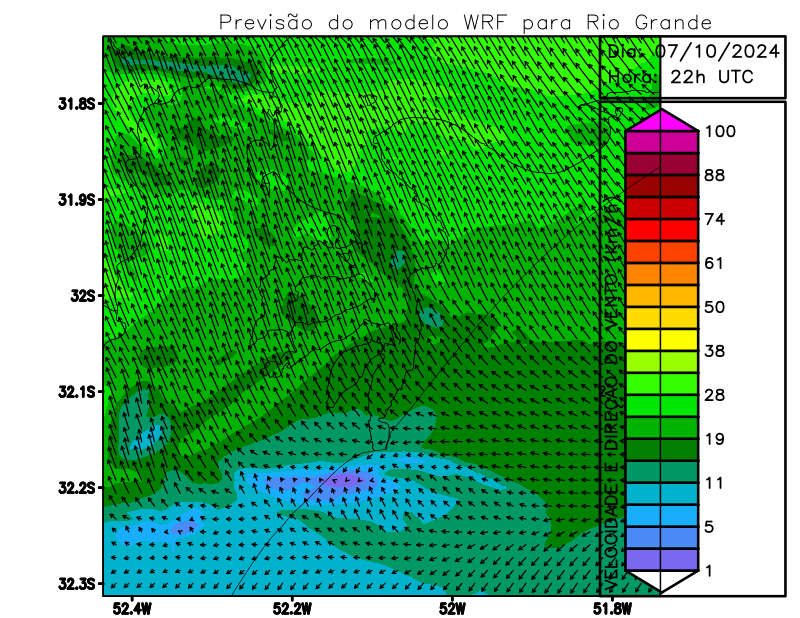 Previsão do modelo WRF para Rio Grande
Dia: 07/10/2024
Hora: 22h UTC
31.8S
31.9S
32S
32.1S
32.2S
32.3S
52.4W
52.2W
52W
51.8W
VELOCIDADE E DIREÇÃO DO VENTO (km/h)
100
88
74
61
50
38
28
19
11
5
1